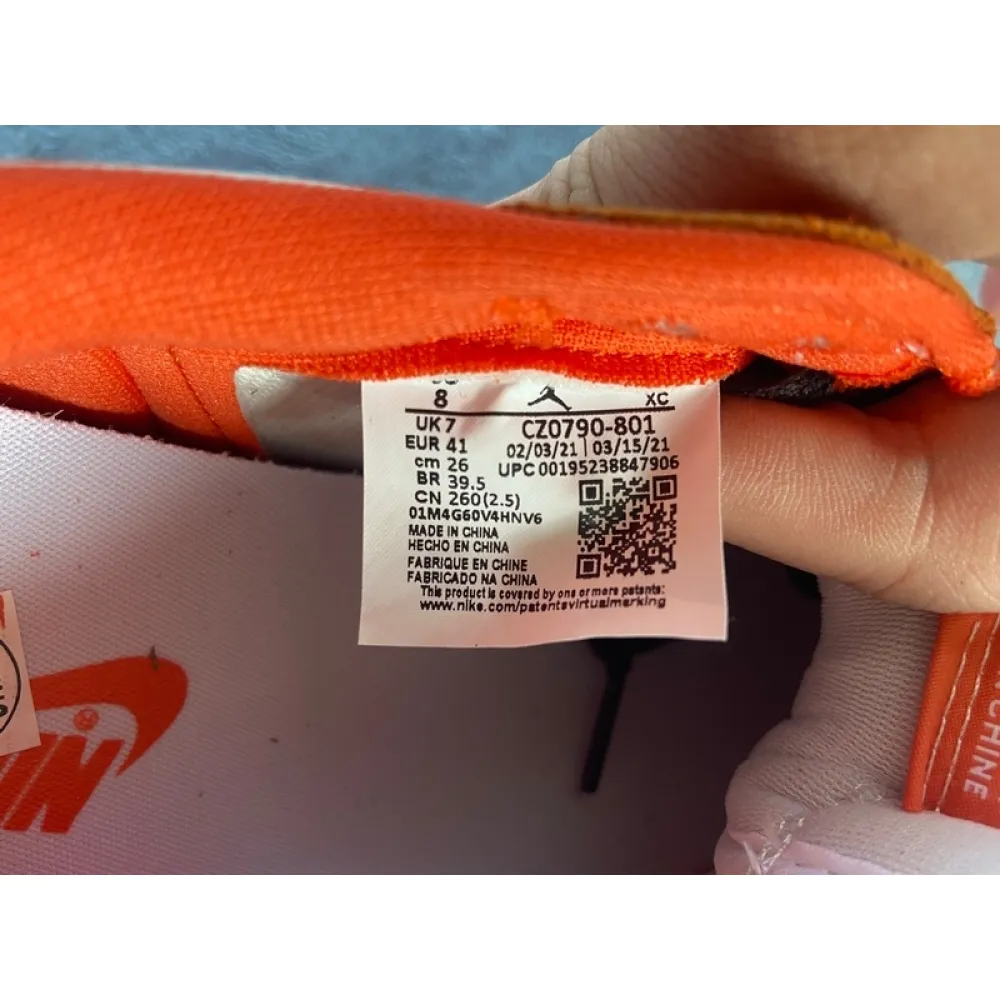 8 XC
UK 7 CZ0790-801
EUR 41 02/03/21 | 03/15/21
cm 26 UPC 00195238847906
BR 39.5
CN 260 (2.5)
01M4G60V4HNV6
MADE IN CHINA
HECHO EN CHINA
FABRIQUE EN CHINE
FABRICADO NA CHINA
This product is covered by one or more patents:
www.nike.com/patentsvirtualmarking
CHINE